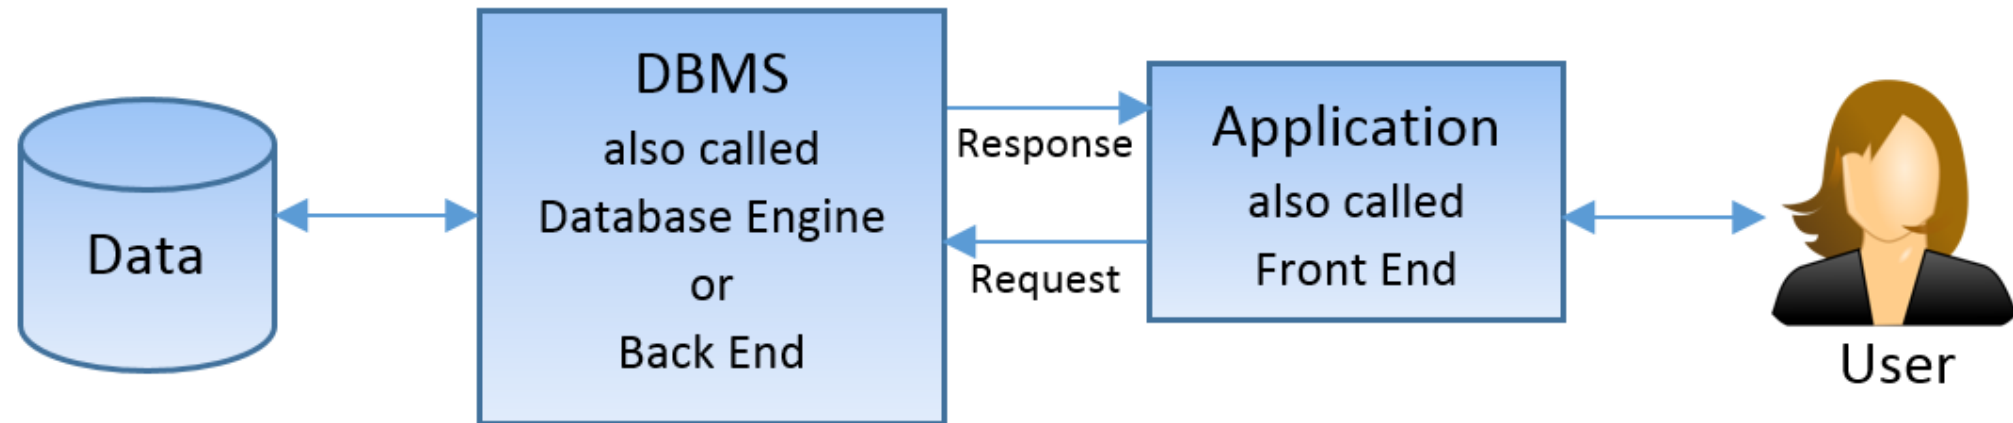 Data
DBMS
also called
Database Engine
or
Back End
Response
Request
Application
also called
Front End
User